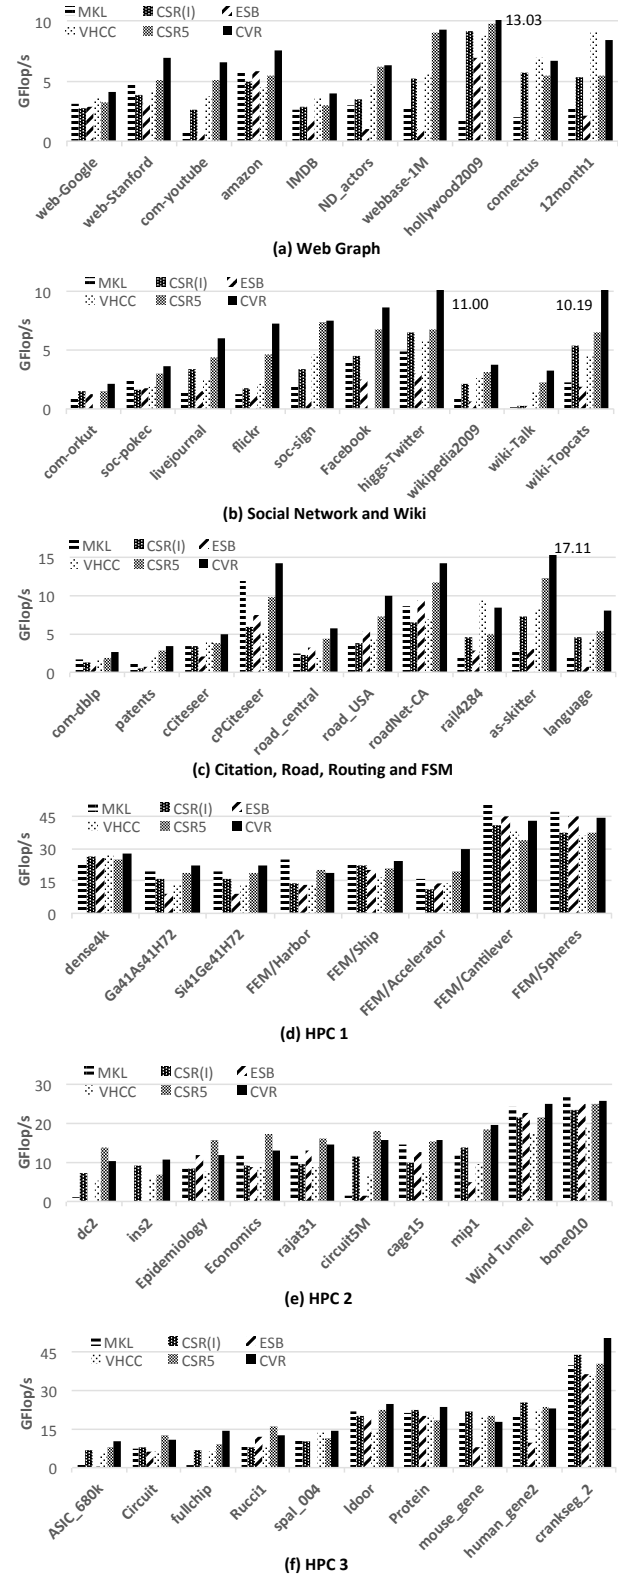 MKL CSR(I) ESB
VHCC CSR5 CVR
13.03
GFlop/s
10
5
0
web-Google
web-Stanford
com-youtube
amazon
IMDB
ND_actors
webbase-1M
hollywood2009
connectus
12month1
(a) Web Graph
MKL CSR(I) ESB
VHCC CSR5 CVR
11.00
10.19
GFlop/s
10
5
0
com-orkut
soc-pokec
livejournal
flickr
soc-sign
Facebook
higgs-Twitter
wikipedia2009
wiki-Talk
wiki-Topcats
(b) Social Network and Wiki
MKL CSR(I) ESB
VHCC CSR5 CVR
17.11
GFlop/s
15
10
5
0
com-dblp
patents
cCiteseer
cPCiteseer
road_central
road_USA
roadNet-CA
rail4284
as-skitter
language
(c) Citation, Road, Routing and FSM
MKL CSR(I) ESB
VHCC CSR5 CVR
GFlop/s
45
30
15
0
dense4k
Ga41As41H72
Si41Ge41H72
FEM/Harbor
FEM/Ship
FEM/Accelerator
FEM/Cantilever
FEM/Spheres
(d) HPC 1
MKL CSR(I) ESB
VHCC CSR5 CVR
GFlop/s
30
20
10
0
dc2
ins2
Epidemiology
Economics
rajat31
circuit5M
cage15
mip1
Wind Tunnel
bone010
(e) HPC 2
MKL CSR(I) ESB
VHCC CSR5 CVR
GFlop/s
45
30
15
0
ASIC_680k
Circuit
fullchip
Rucci1
spal_004
ldoor
Protein
mouse_gene
human_gene2
crankseg_2
(f) HPC 3